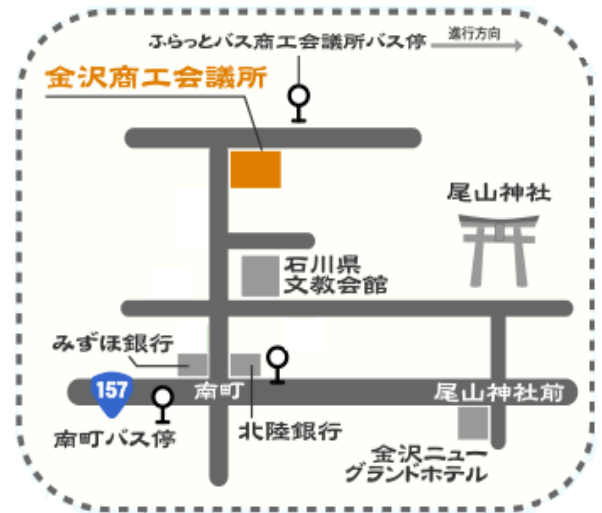 ふらっとバス商工会議所バス停
進行方向
金沢商工会議所
尾山神社
石川県
文教会館
みずほ銀行
157
南町
尾山神社前
南町バス停
北陸銀行
金沢ニュー
グランドホテル